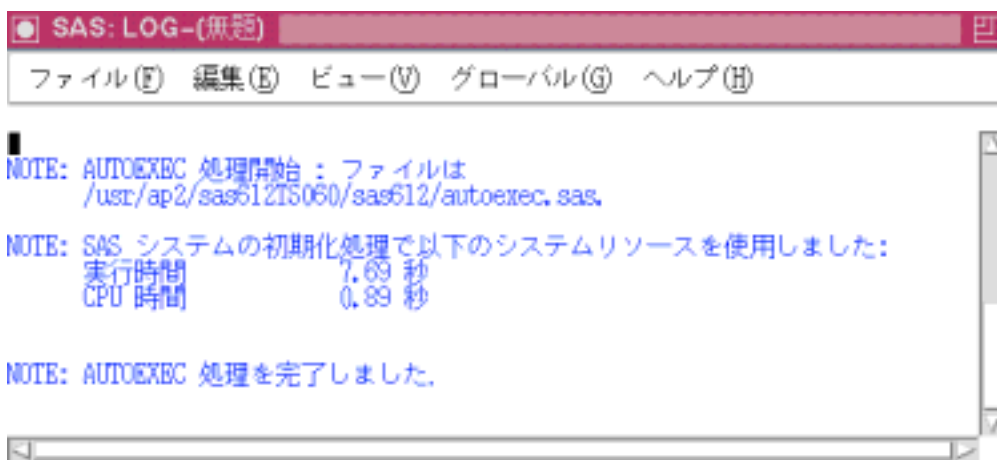 SAS: LOG-(無題)
ファイル(F) 編集(E) ビュー(V) グローバル(G) ヘルプ(H)
NOTE: AUTOEXEC 処理開始 : ファイルは
/usr/ap2/sas612TS060/sas612/autoexec.sas.
NOTE: SAS システムの初期化処理で以下のシステムリソースを使用しました:
実行時間 7.69 秒
CPU 時間 0.89 秒
NOTE: AUTOEXEC 処理を完了しました.